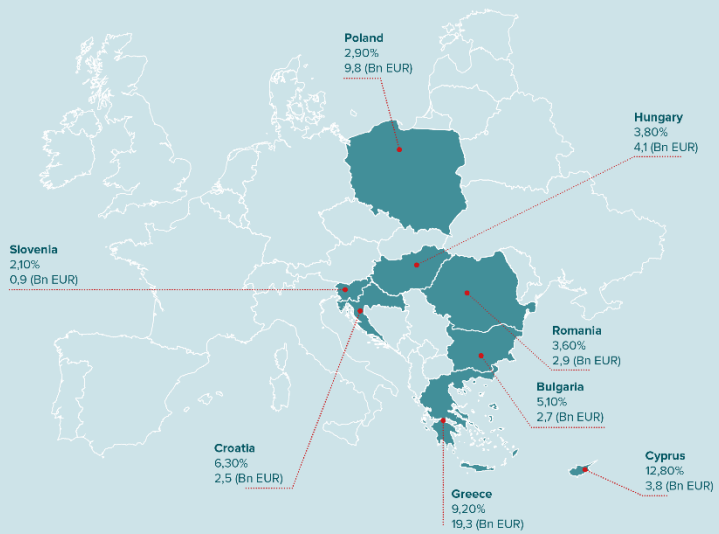 Poland
2,90%
9,8 (Bn EUR)
Hungary
3,80%
4,1 (Bn EUR)
Slovenia
2,10%
0,9 (Bn EUR)
Romania
3,60%
2,9 (Bn EUR)
Bulgaria
5,10%
2,7 (Bn EUR)
Croatia
6,30%
2,5 (Bn EUR)
Cyprus
12,80%
3,8 (Bn EUR)
Greece
9,20%
19,3 (Bn EUR)